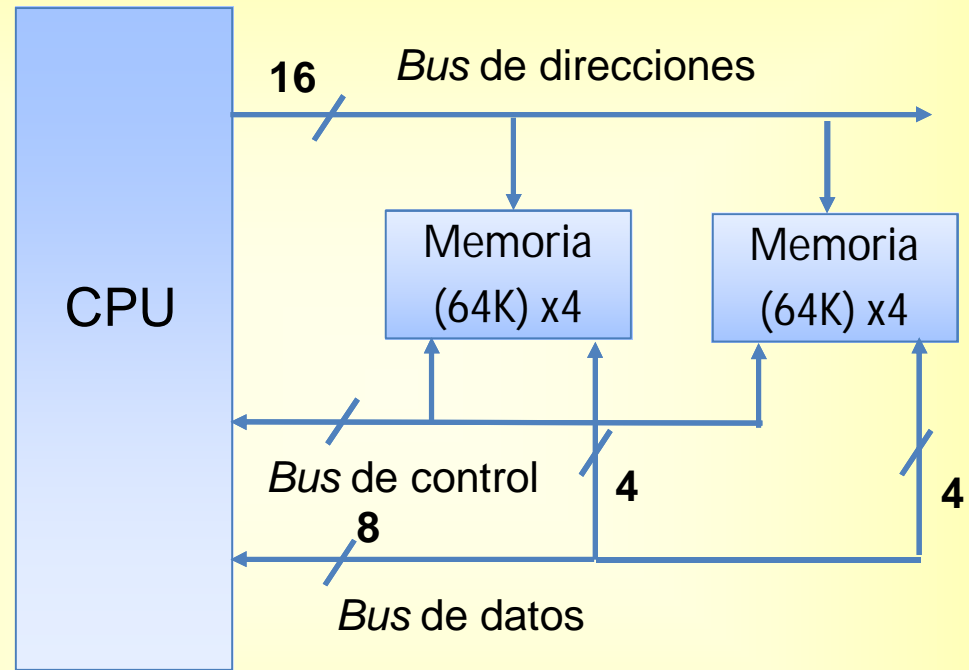 16
Bus de direcciones
Memoria
(64K) x4
Memoria
(64K) x4
CPU
Bus de control
4
4
8
Bus de datos